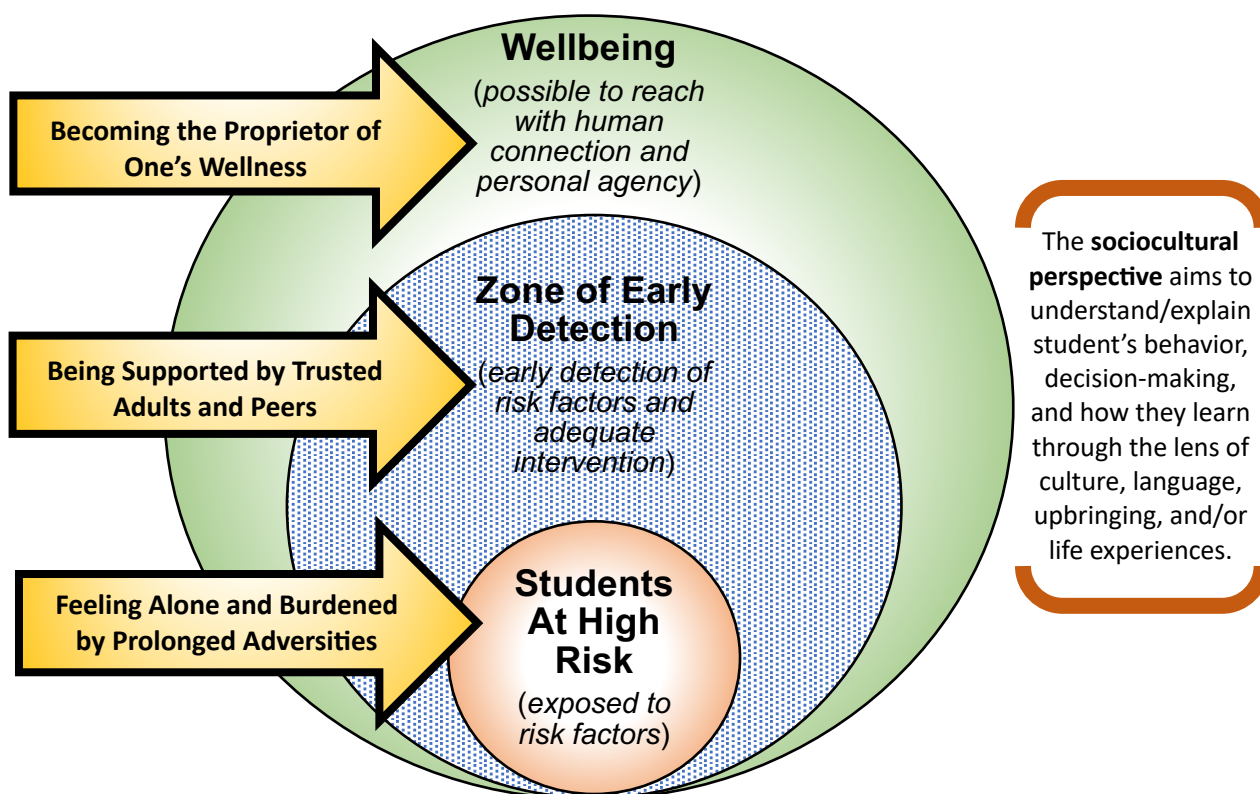 Wellbeing
(possible to reach
with human
connection and
personal agency)
Becoming the Proprietor of
One’s Wellness
Zone of Early
Detection
(early detection of
risk factors and
adequate
intervention)
Being Supported by Trusted
Adults and Peers
Students
At High
Risk
(exposed to
risk factors)
Feeling Alone and Burdened
by Prolonged Adversities
The sociocultural
perspective aims to
understand/explain
student’s behavior,
decision-making,
and how they learn
through the lens of
culture, language,
upbringing, and/or
life experiences.